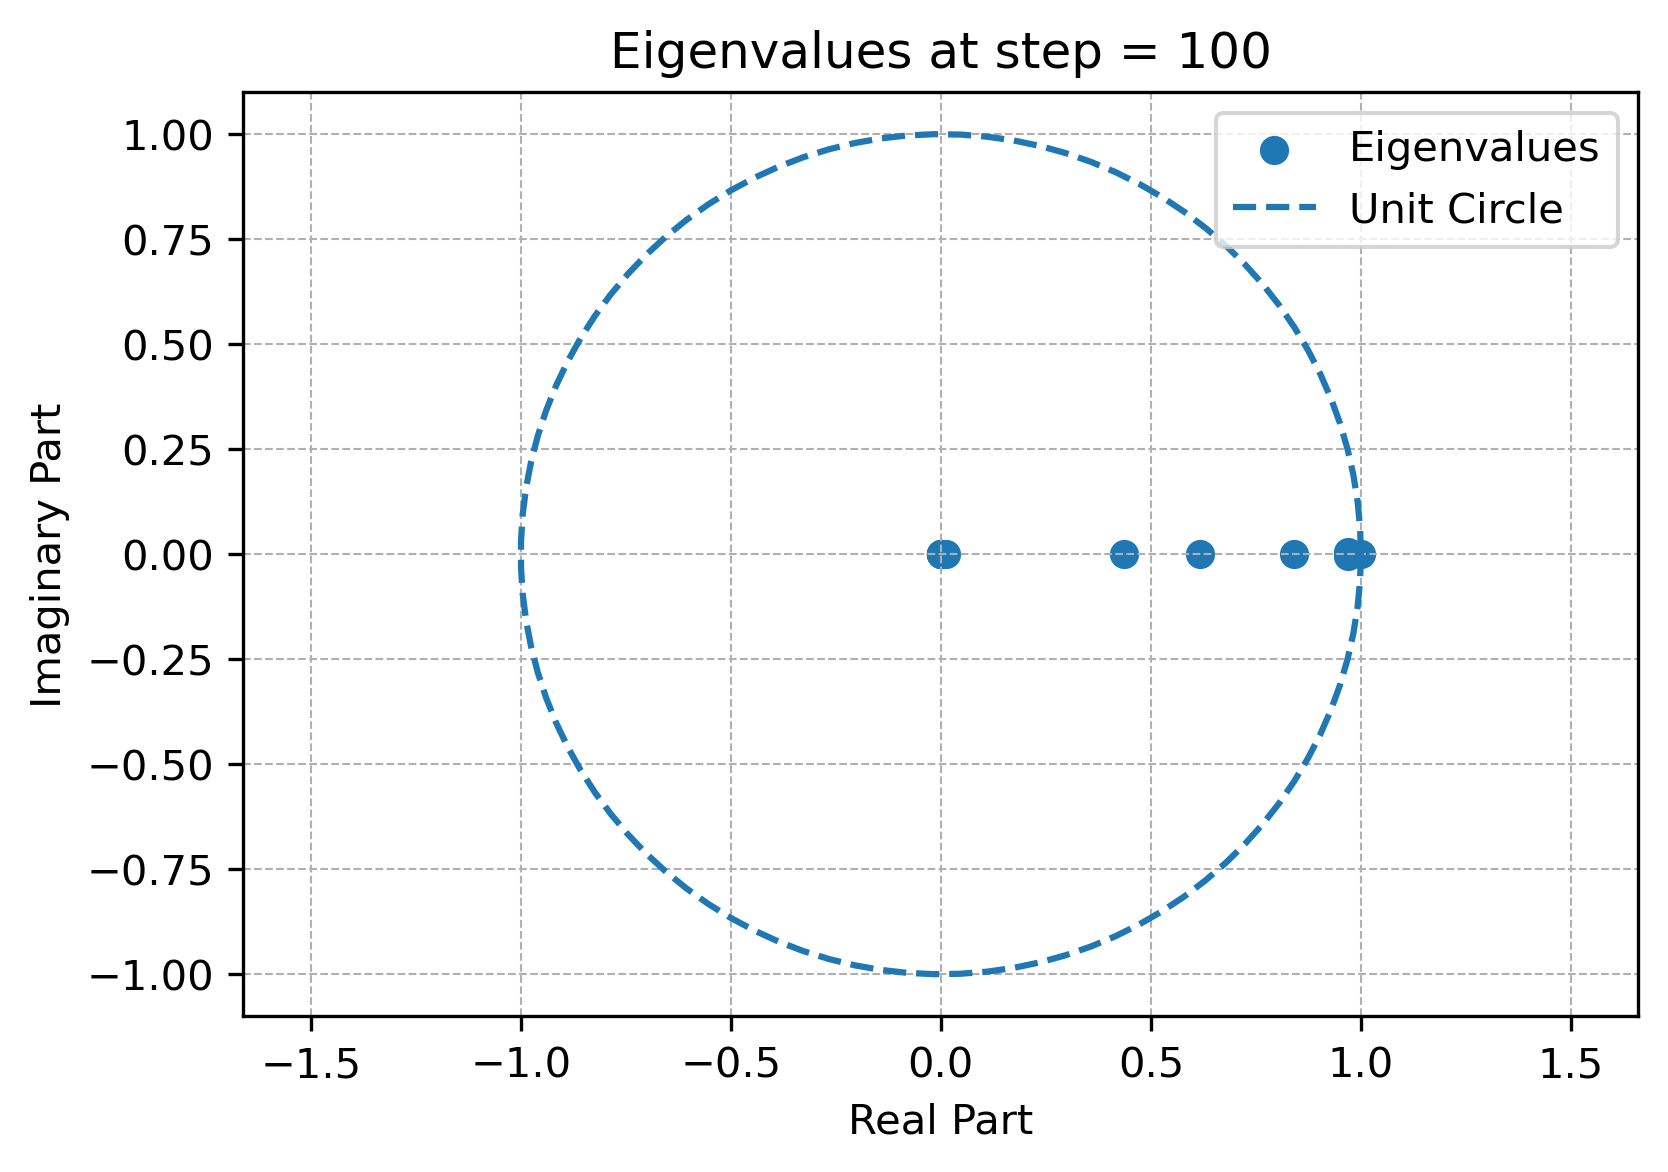 Eigenvalues at step = 100
Eigenvalues
Unit Circle
1.00
0.75
0.50
0.25
0.00
−0.25
−0.50
−0.75
−1.00
Imaginary Part
−1.5 −1.0 −0.5 0.0 0.5 1.0 1.5
Real Part